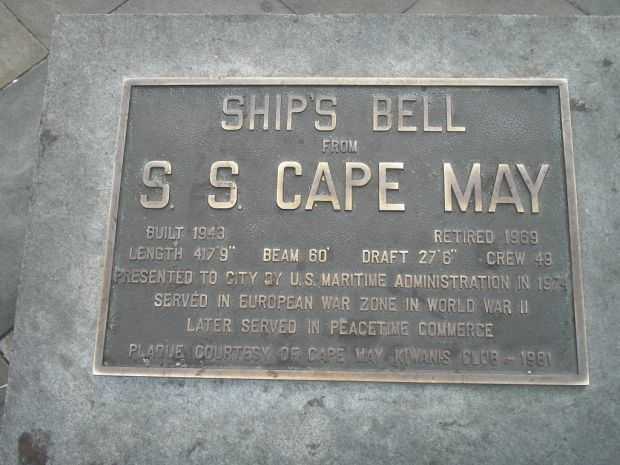 SHIP'S BELL
FROM
S. S. CAPE MAY
BUILT 1943 RETIRED 1969
LENGTH 417'9" BEAM 60' DRAFT 27'6" CREW 49
PRESENTED TO CITY BY U.S. MARITIME ADMINISTRATION IN 1974
SERVED IN EUROPEAN WAR ZONE IN WORLD WAR II
LATER SERVED IN PEACETIME COMMERCE
PLAQUE COURTESY OF CAPE MAY KIWANIS CLUB - 1981